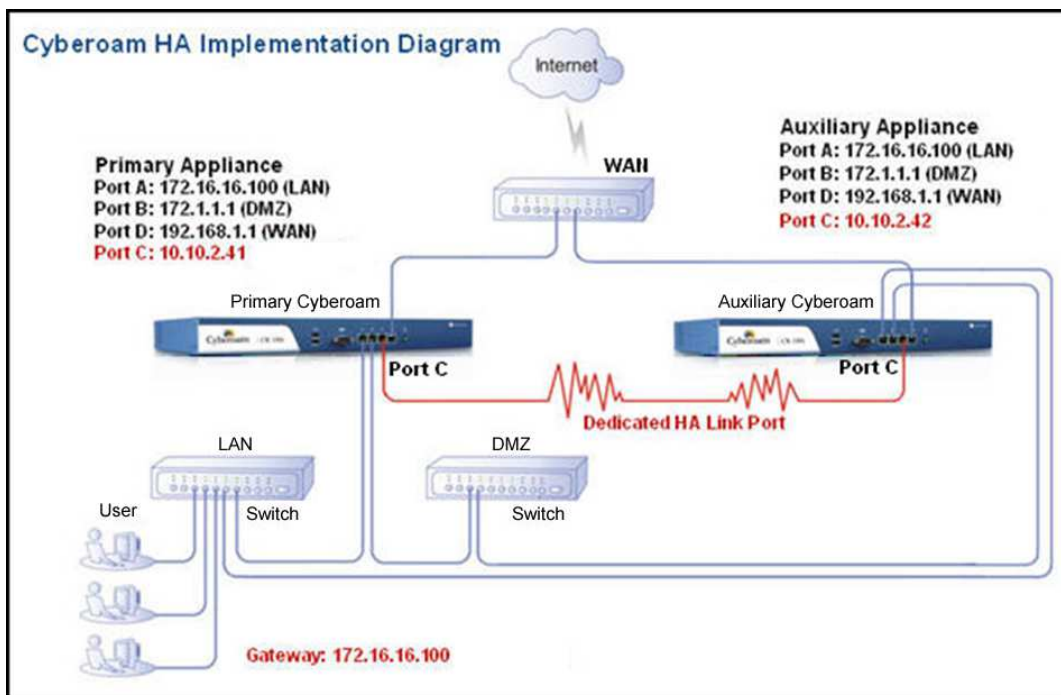 Cyberoam HA Implementation Diagram
Internet
WAN
Primary Appliance
Port A: 172.16.16.100 (LAN)
Port B: 172.1.1.1 (DMZ)
Port D: 192.168.1.1 (WAN)
Port C: 10.10.2.41
Auxiliary Appliance
Port A: 172.16.16.100 (LAN)
Port B: 172.1.1.1 (DMZ)
Port D: 192.168.1.1 (WAN)
Port C: 10.10.2.42
Primary Cyberoam
Auxiliary Cyberoam
Cyberoam
Cyberoam
Port C
Port C
Dedicated HA Link Port
LAN
DMZ
User
Switch
Switch
Gateway: 172.16.16.100